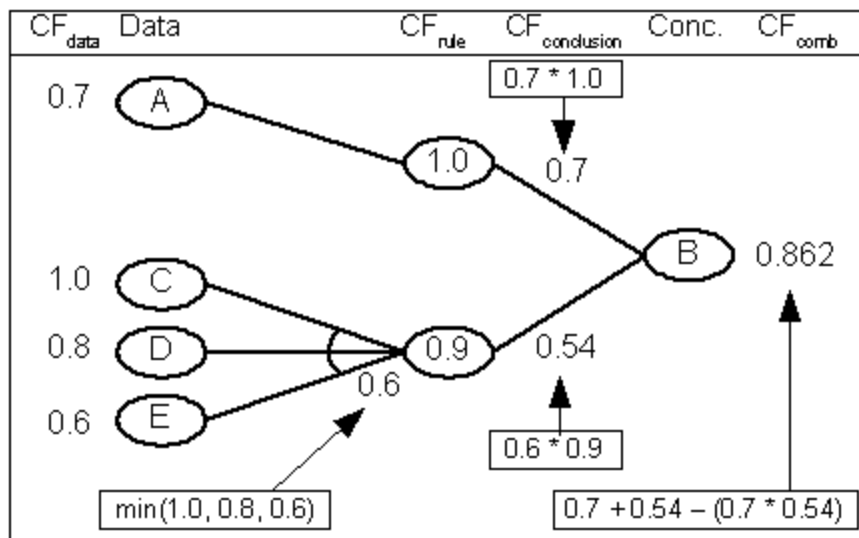 CFdata Data CFrule CFconclusion Conc. CFcomb
0.7 * 1.0
0.7 A
1.0 0.7
B 0.862
1.0 C
0.8 D 0.9 0.54
0.6
0.6 E
0.6 * 0.9
min(1.0, 0.8, 0.6) 0.7 +0.54 – (0.7 * 0.54)